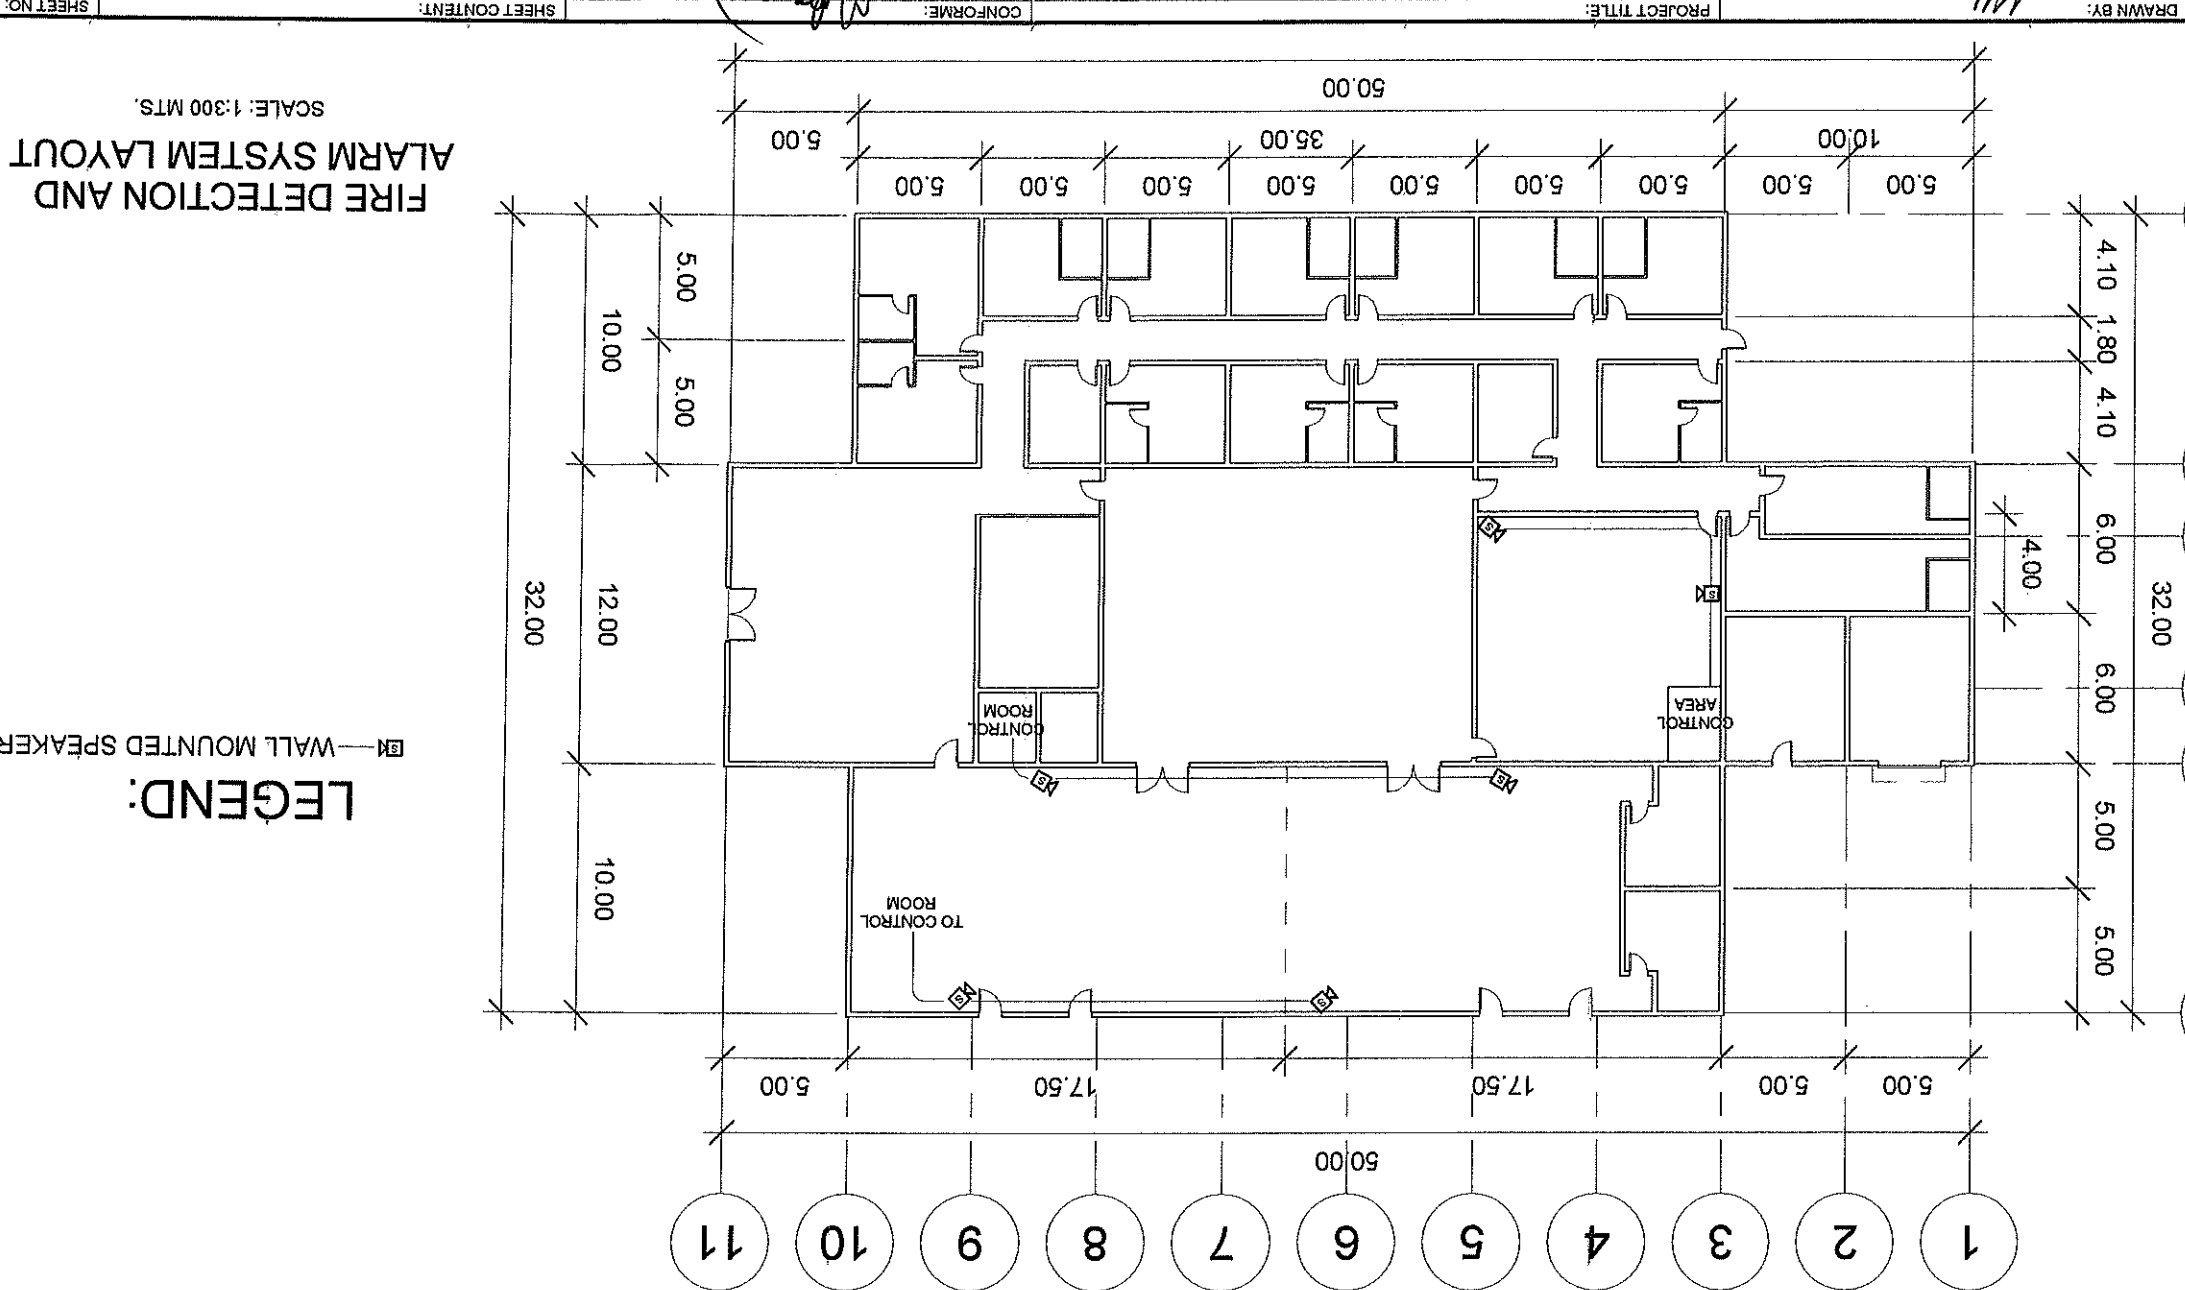 1 2 3 4 5 6 7 8 9 10 11
50.00
5.00 5.00 17.50 17.50 5.00
5.00
S S
TO CONTROL
ROOM
10.00
5.00
S S
LEGEND:
S WALL MOUNTED SPEAKER
CONTROL
AREA
CONTROL
ROOM
6.00
32.00
S
4.00
12.00
32.00
6.00
S
4.10
5.00
1.80
10.00
4.10
5.00
5.00 5.00 5.00 5.00 5.00 5.00 5.00 5.00 5.00
10.00 35.00 5.00
50.00
FIRE DETECTION AND
ALARM SYSTEM LAYOUT
SCALE: 1:300 MTS.
DRAWN BY: PROJECT TITLE: CONFORME: SHEET CONTENT: SHEET NO: